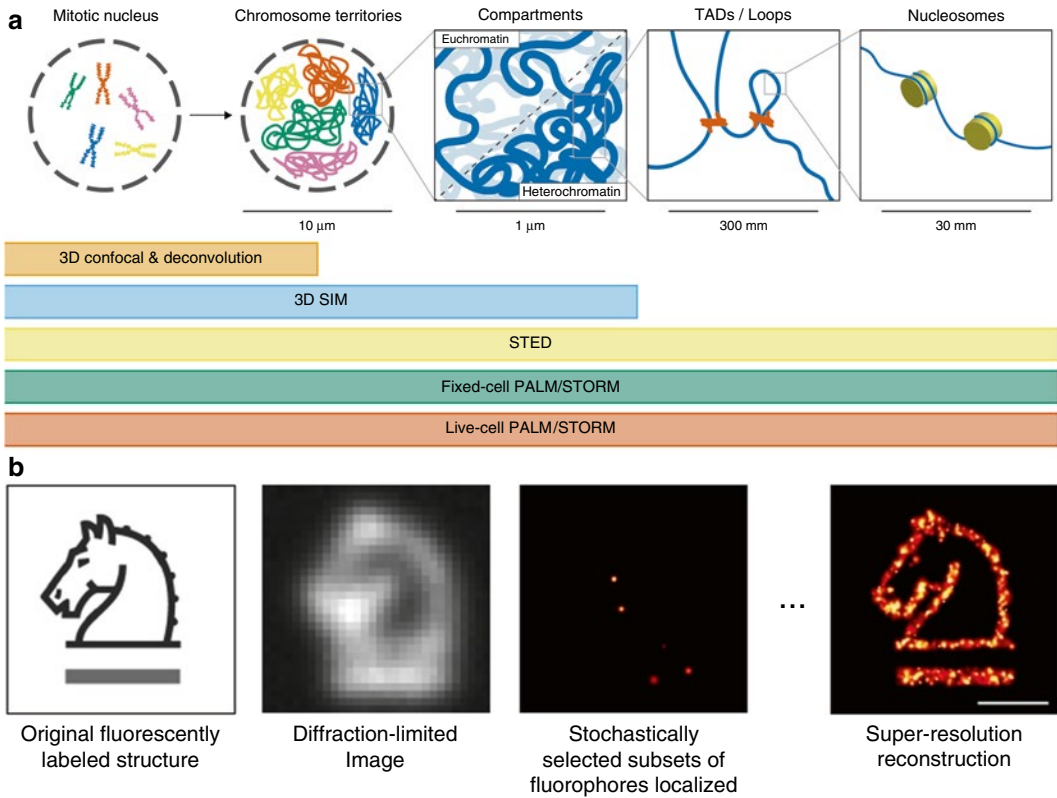 a
Mitotic nucleus
Chromosome territories
Compartments
TADs / Loops
Nucleosomes
Euchromatin
Heterochromatin
10 μm
1 μm
300 mm
30 mm
3D confocal & deconvolution
3D SIM
STED
Fixed-cell PALM/STORM
Live-cell PALM/STORM
b
...
Original fluorescently
labeled structure
Diffraction-limited
Image
Stochastically
selected subsets of
fluorophores localized
Super-resolution
reconstruction